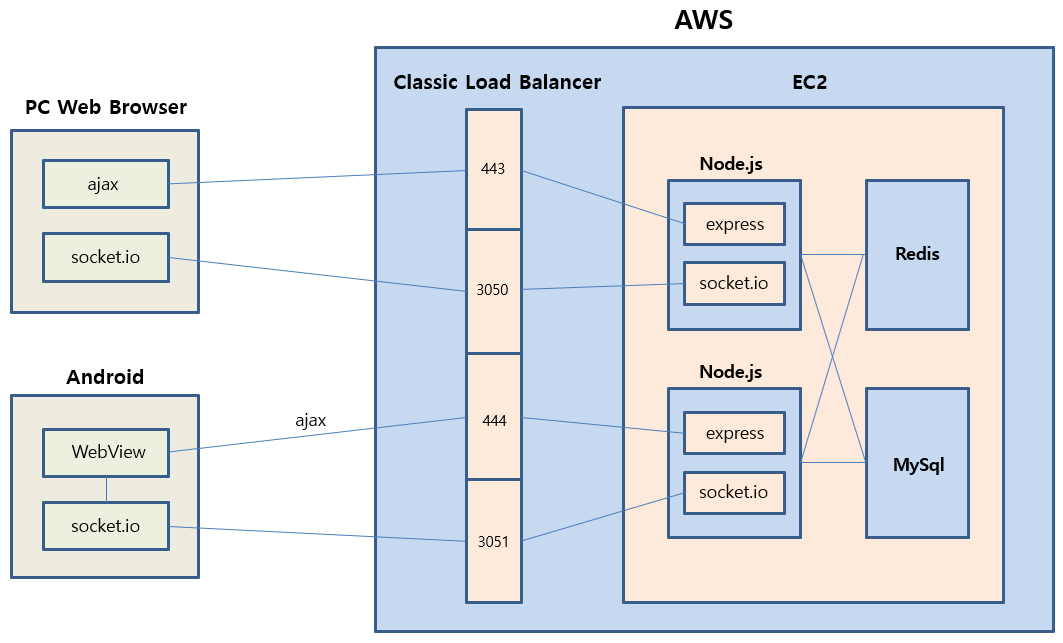 AWS
Classic Load Balancer
EC2
PC Web Browser
ajax
socket.io
443
3050
Node.js
express
socket.io
Redis
Android
WebView
socket.io
ajax
444
3051
Node.js
express
socket.io
MySql